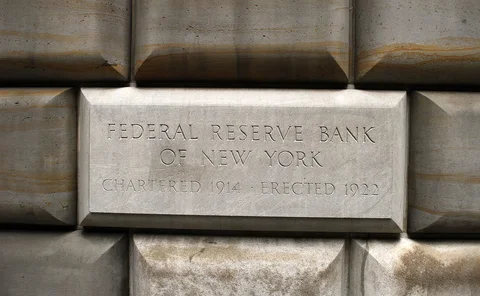 FEDERAL RESERVE BANK
OF NEW YORK
CHARTERED 1914 - ERECTED 1922